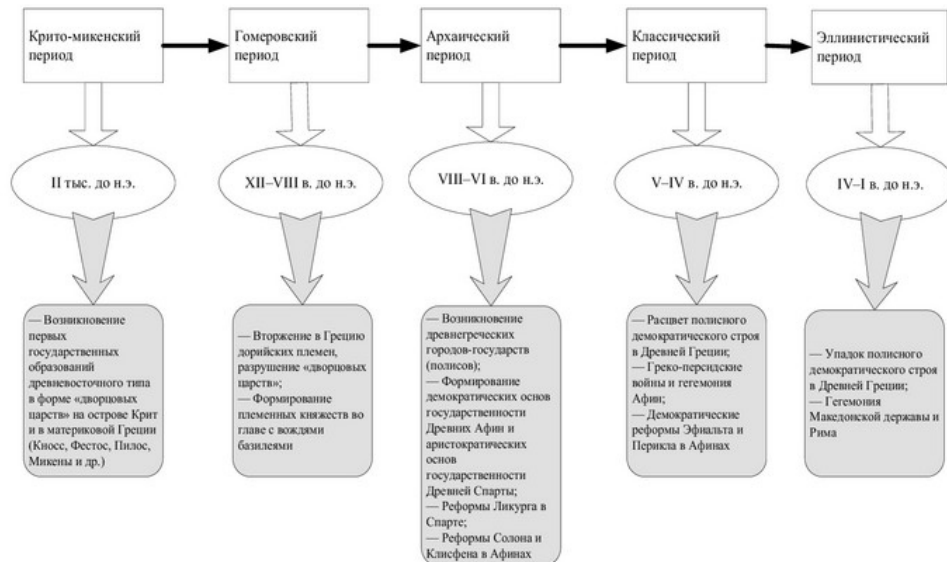 Крито-микенский
период
Гомеровский
период
Архаический
период
Классический
период
Эллинистический
период
II тыс. до н.э.
XII–VIII в. до н.э.
VIII–VI в. до н.э.
V–IV в. до н.э.
IV–I в. до н.э.
— Возникновение
первых
государственных
образований
древневосточного типа
в форме «дворцовых
царств» на острове Крит
и в материковой Греции
(Кносс, Фестос, Пилос,
Микены и др.)
— Вторжение в Грецию
дорийских племен,
разрушение «дворцовых
царств»;
— Формирование
племенных княжеств во
главе с вождями
базилеями
— Возникновение
древнегреческих
городов-государств
(полисов);
— Формирование
демократических основ
государственности
Древних Афин и
аристократических
основ
государственности
Древней Спарты;
— Реформы Ликурга в
Спарте;
— Реформы Солона и
Клисфена в Афинах
— Расцвет полисного
демократического строя
в Древней Греции;
— Греко-персидские
войны и гегемония
Афин;
— Демократические
реформы Эфиальта и
Перикла в Афинах
— Упадок полисного
демократического строя
в Древней Греции;
— Гегемония
Македонской державы и
Рима